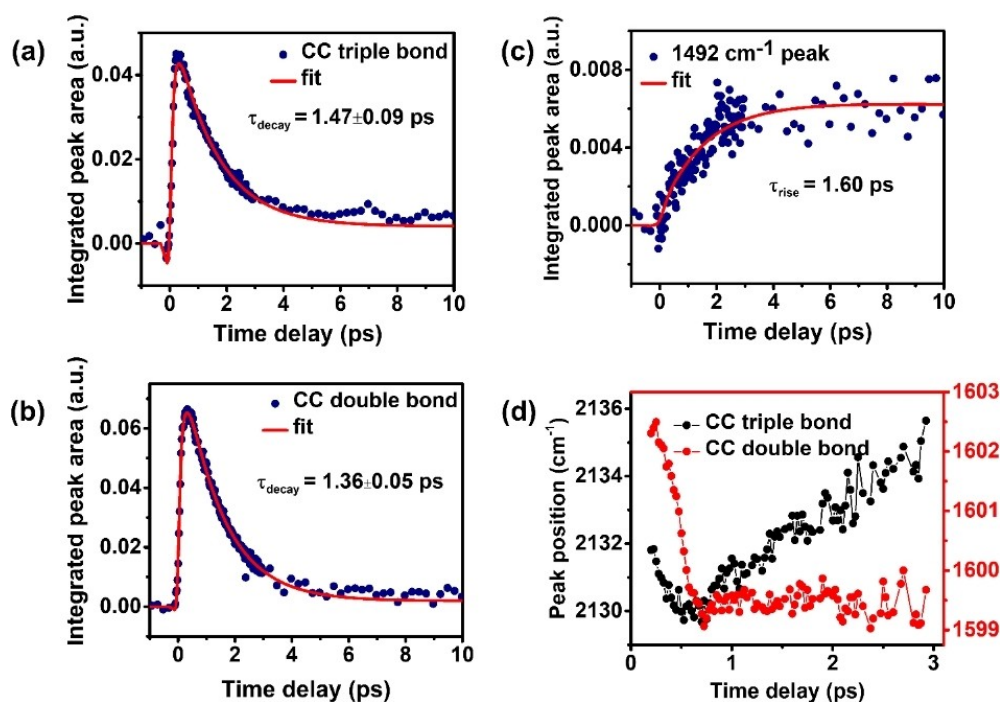 (a)
Integrated peak area (a.u.)
0.04
0.02
0.00
CC triple bond
fit
τdecay = 1.47±0.09 ps
0 2 4 6 8 10
Time delay (ps)
(c)
Integrated peak area (a.u.)
0.008
0.004
0.000
1492 cm-1 peak
fit
τrise = 1.60 ps
0 2 4 6 8 10
Time delay (ps)
(b)
Integrated peak area (a.u.)
0.06
0.04
0.02
0.00
CC double bond
fit
τdecay = 1.36±0.05 ps
0 2 4 6 8 10
Time delay (ps)
(d)
Peak position (cm-1)
2136
2134
2132
2130
CC triple bond
CC double bond
1603
1602
1601
1600
1599
0 1 2 3
Time delay (ps)